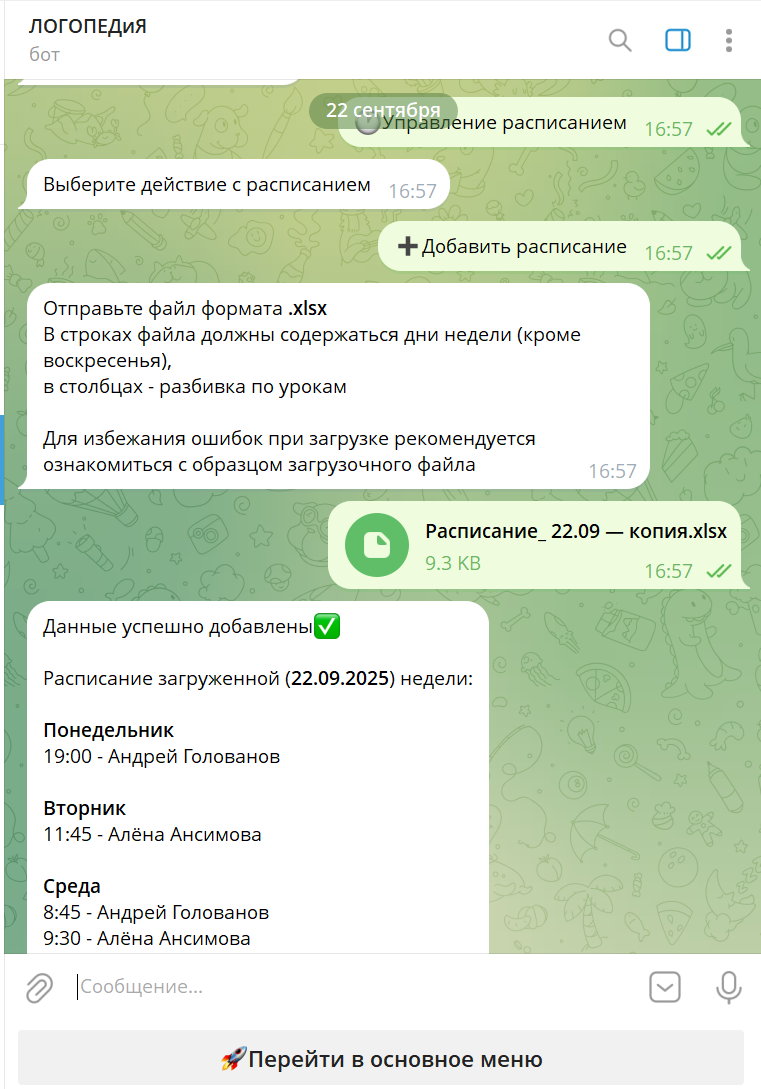 ЛОГОПЕДиЯ
бот
22 сентября
Управление расписанием 16:57
Выберите действие с расписанием 16:57
➕Добавить расписание 16:57
Отправьте файл формата .xlsx
В строках файла должны содержаться дни недели (кроме
воскресенья),
в столбцах - разбивка по урокам
Для избежания ошибок при загрузке рекомендуется
ознакомиться с образцом загрузочного файла 16:57
Расписание_ 22.09 — копия.xlsx
9.3 KB 16:57
Данные успешно добавлены✅
Расписание загруженной (22.09.2025) недели:
Понедельник
19:00 - Андрей Голованов
Вторник
11:45 - Алёна Ансимова
Среда
8:45 - Андрей Голованов
9:30 - Алёна Ансимова
Сообщение...
🚀Перейти в основное меню